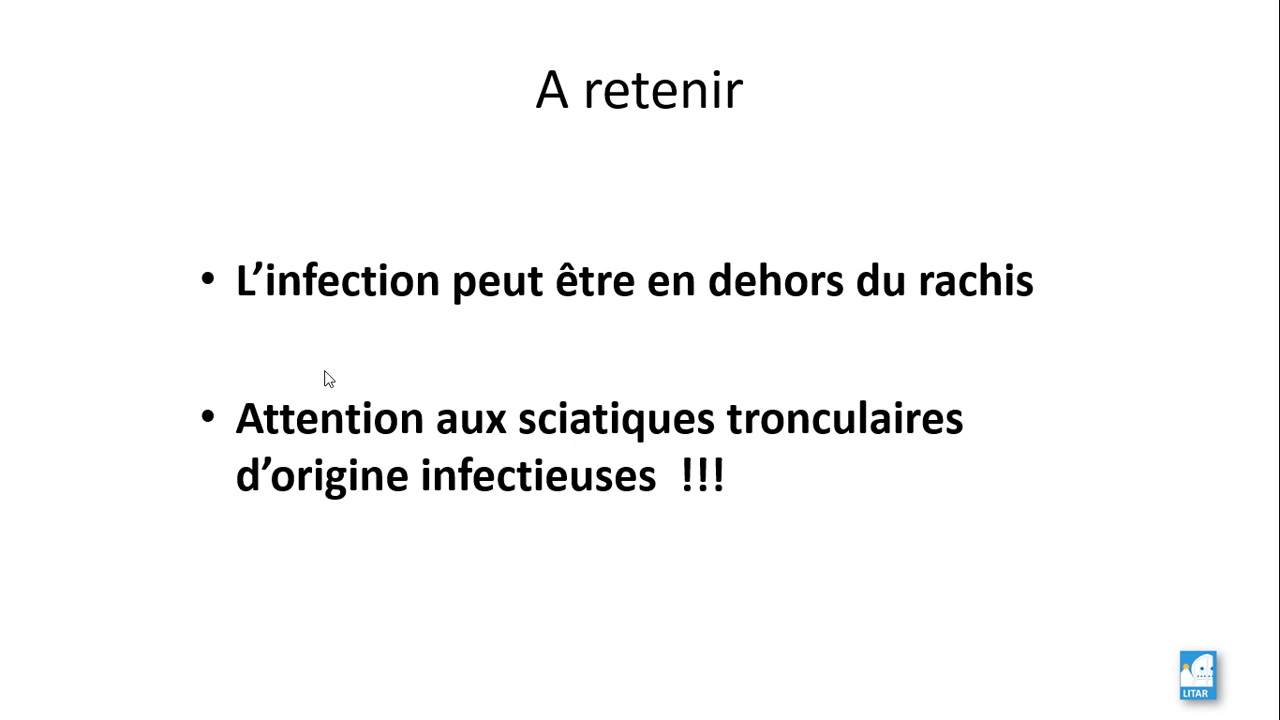 A retenir
• L’infection peut être en dehors du rachis
• Attention aux sciatiques tronculaires
d’origine infectieuses !!!
LITAR